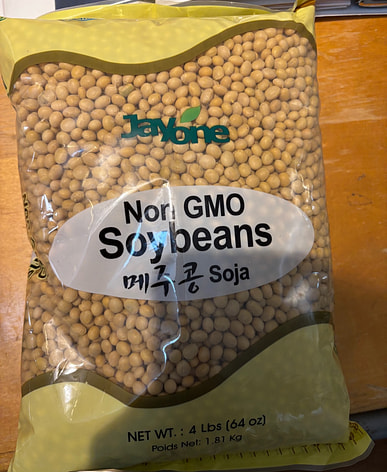 Jayone
Non GMO
Soybeans
메주콩 Soja
NET WT. : 4 Lbs (64 oz)
Poids Net: 1.81 Kg